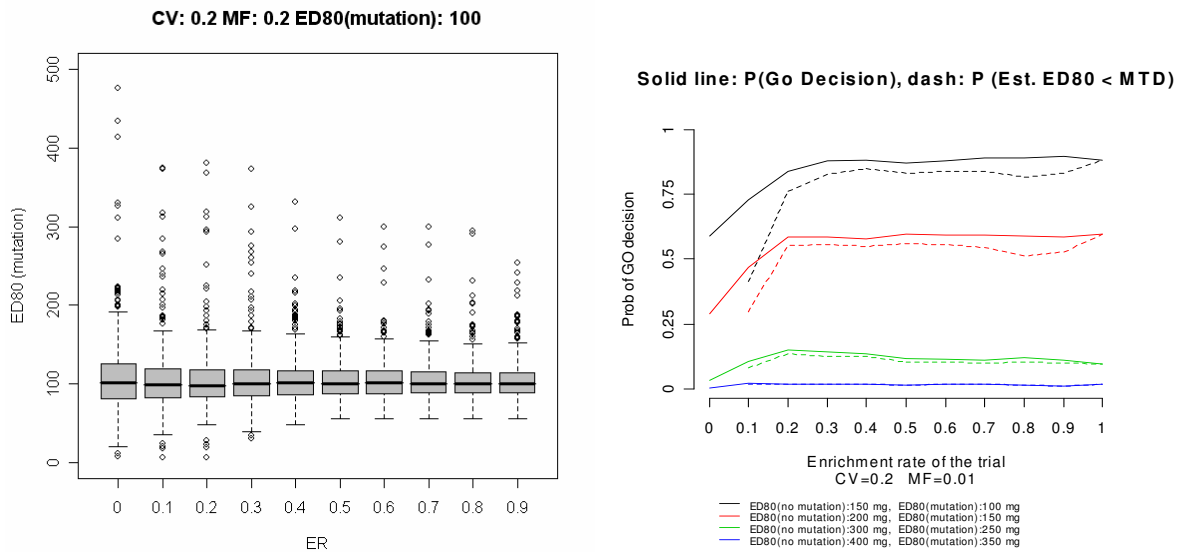 CV: 0.2 MF: 0.2 ED80(mutation): 100
ED80 (mutation)
500
400
300
200
100
0
0 0.1 0.2 0.3 0.4 0.5 0.6 0.7 0.8 0.9
ER
Solid line: P(Go Decision), dash: P (Est. ED80 < MTD)
Prob of GO decision
1
0.75
0.5
0.25
0
0 0.1 0.2 0.3 0.4 0.5 0.6 0.7 0.8 0.9 1
Enrichment rate of the trial
CV=0.2 MF=0.01
ED80(no mutation):150 mg, ED80(mutation):100 mg
ED80(no mutation):200 mg, ED80(mutation):150 mg
ED80(no mutation):300 mg, ED80(mutation):250 mg
ED80(no mutation):400 mg, ED80(mutation):350 mg